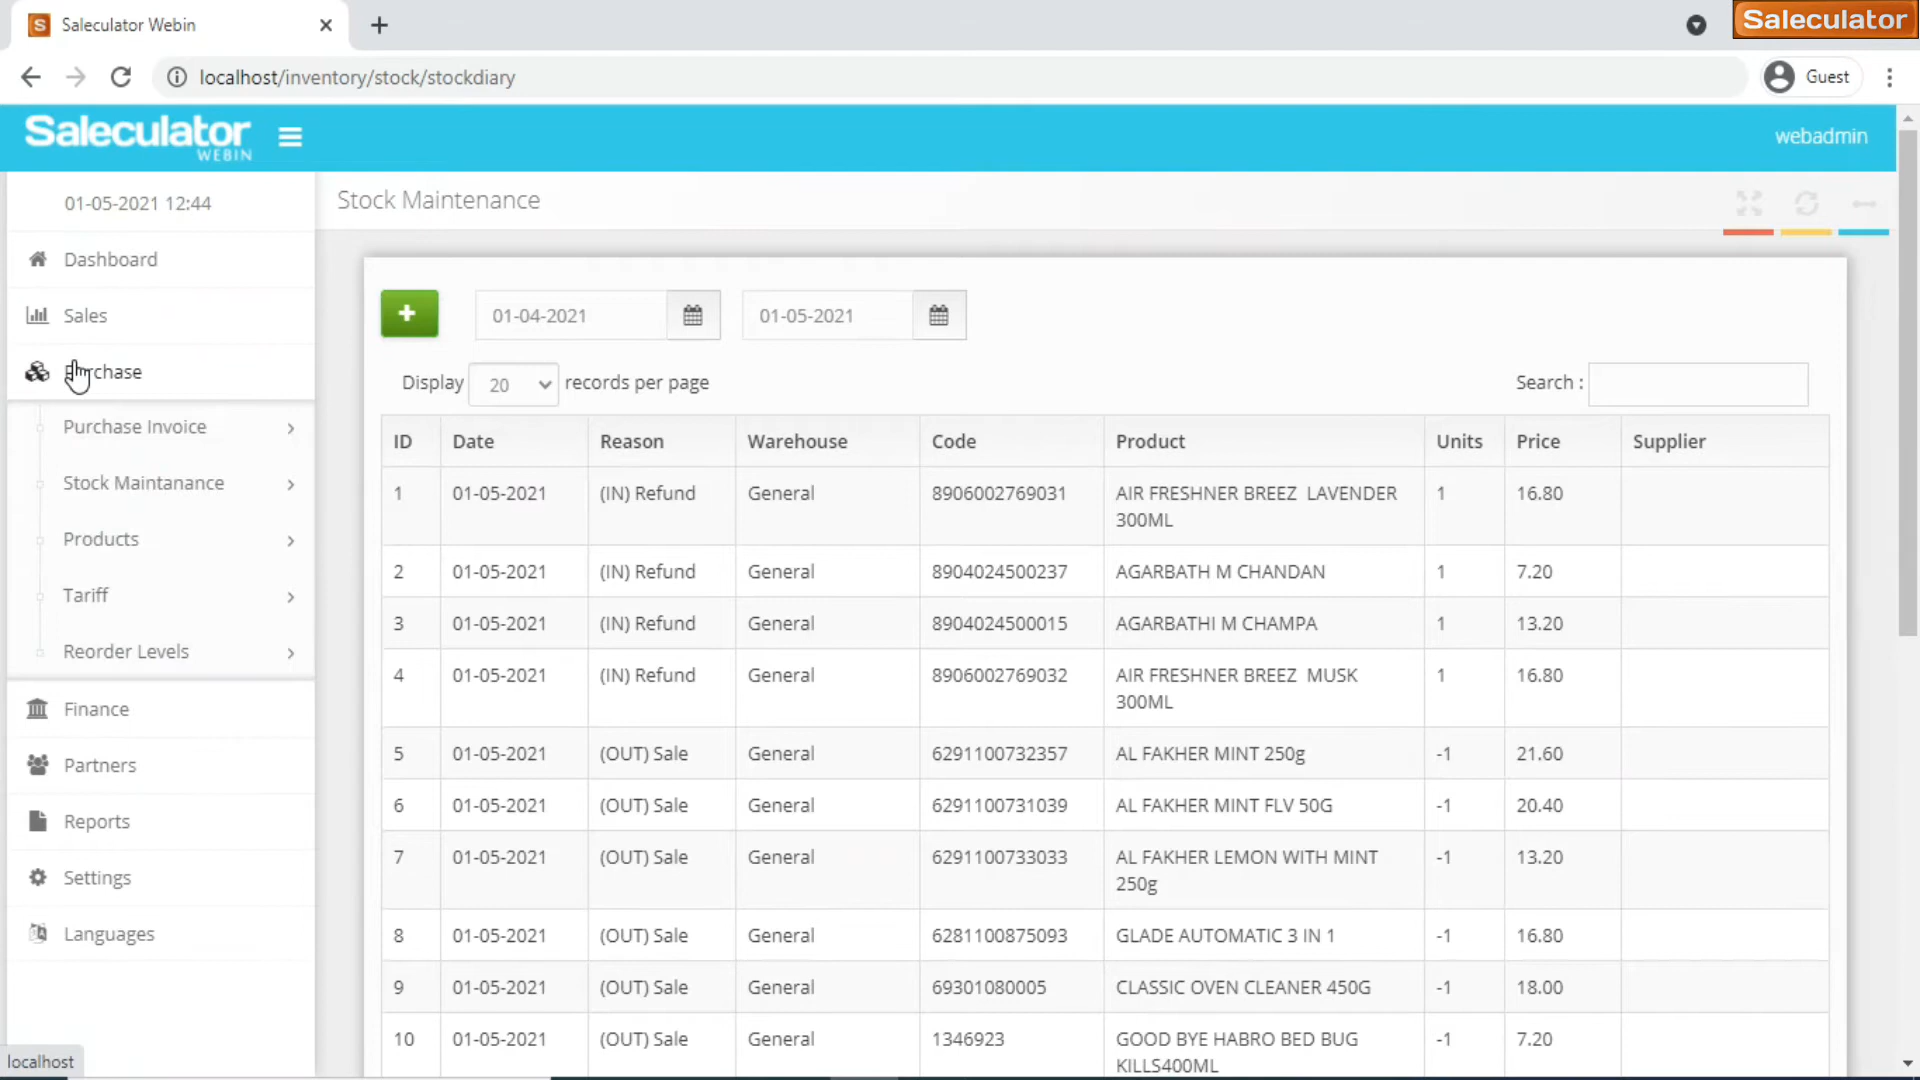 Saleculator Webin
Saleculator
localhost/inventory/stock/stockdiary
Guest
Saleculator
WEBIN
webadmin
01-05-2021 12:44
Stock Maintenance
Dashboard
Sales
Purchase
Purchase Invoice
Stock Maintanance
Products
Tariff
Reorder Levels
Finance
Partners
Reports
Settings
Languages
+ 01-04-2021 01-05-2021
Display 20 records per page Search :
ID Date Reason Warehouse Code Product Units Price Supplier
1 01-05-2021 (IN) Refund General 8906002769031 AIR FRESHNER BREEZ LAVENDER 1 16.80
300ML
2 01-05-2021 (IN) Refund General 8904024500237 AGARBATH M CHANDAN 1 7.20
3 01-05-2021 (IN) Refund General 8904024500015 AGARBATHI M CHAMPA 1 13.20
4 01-05-2021 (IN) Refund General 8906002769032 AIR FRESHNER BREEZ MUSK 1 16.80
300ML
5 01-05-2021 (OUT) Sale General 6291100732357 AL FAKHER MINT 250g -1 21.60
6 01-05-2021 (OUT) Sale General 6291100731039 AL FAKHER MINT FLV 50G -1 20.40
7 01-05-2021 (OUT) Sale General 6291100733033 AL FAKHER LEMON WITH MINT -1 13.20
250g
8 01-05-2021 (OUT) Sale General 6281100875093 GLADE AUTOMATIC 3 IN 1 -1 16.80
9 01-05-2021 (OUT) Sale General 69301080005 CLASSIC OVEN CLEANER 450G -1 18.00
10 01-05-2021 (OUT) Sale General 1346923 GOOD BYE HABRO BED BUG -1 7.20
KILLS400ML
localhost